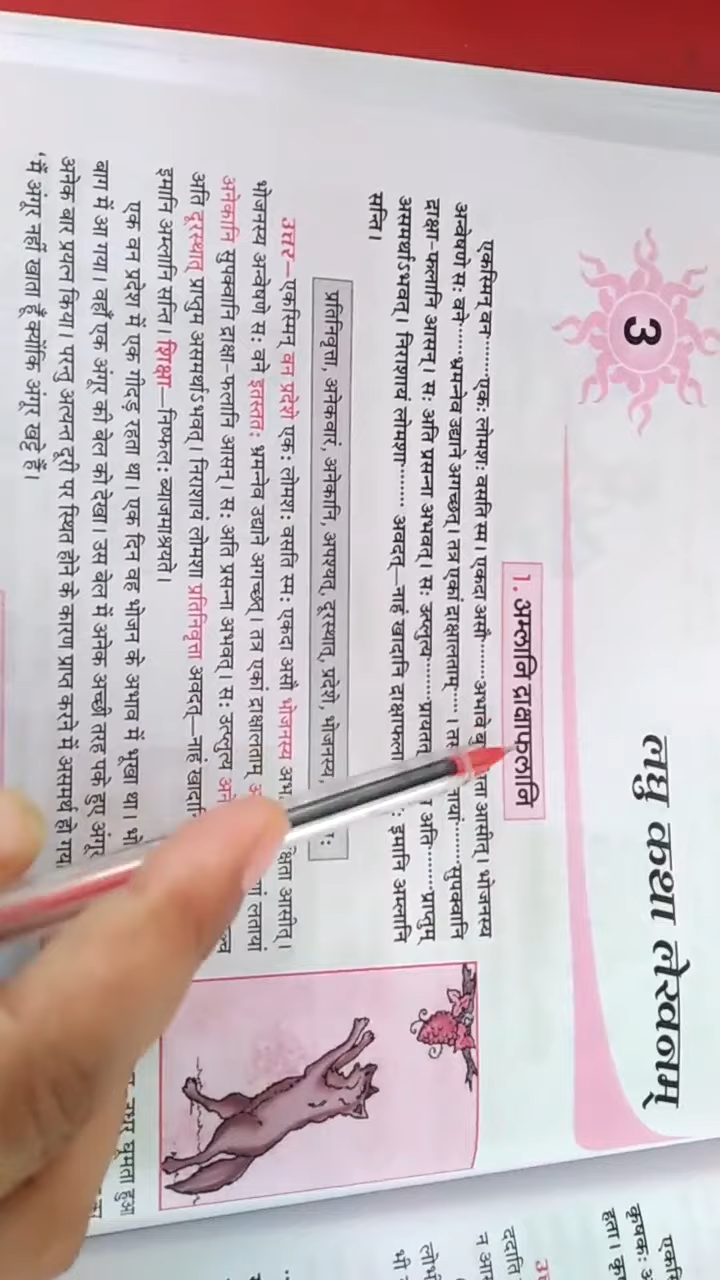 3
लघु कथा लेखनम्
1. अम्लानि द्राक्षाफलानि
एकस्मिन् वन......एकः लोमशः वसति स्म। एकदा असौ......अभावे आसीत्। भोजनस्य
अन्वेषणे सः वने......भ्रमन्नेव उद्याने अगच्छत्। तत्र एकां द्राक्षालताम्......। सुपक्वानि
द्राक्षा-फलानि आसन्। सः अति प्रसन्ना अभवत्। सः उत्प्लुत्य......प्रायतत अति......प्राप्तुम्
असमर्थाऽभवत्। निराशायं लोमशा...... अवदत्—नाहं खादानि द्राक्षाफला इमानि अम्लानि
सन्ति।
प्रतिनिवृत्ता, अनेकवारं, अनेकानि, अपश्यत्, दूरस्थात्, प्रदेशे, भोजनस्य,
उत्तर—एकस्मिन् वन प्रदेशे एकः लोमशः वसति स्मः एकदा असौ भोजनस्य आसीत्।
भोजनस्य अन्वेषणे सः वने इतस्ततः भ्रमन्नेव उद्याने अगच्छत्। तत्र एकां द्राक्षालताम् लतायां
अनेकानि सुपक्वानि द्राक्षा-फलानि आसन्। सः अति प्रसन्ना अभवत्। सः उत्प्लुत्य
अति दूरस्थात् प्राप्तुम असमर्थाऽभवत्। निराशायं लोमशा प्रतिनिवृत्ता अवदत्—नाहं
इमानि अम्लानि सन्ति। शिक्षा—निष्फलः व्याजमाश्रयते।
एक वन प्रदेश में एक गीदड़ रहता था। एक दिन वह भोजन के अभाव में भूखा था। घूमता हुआ
बाग में आ गया। वहाँ एक अंगूर की बेल को देखा। उस बेल में अनेक अच्छी तरह पके हुए अंगूर
अनेक बार प्रयत्न किया। परन्तु अत्यन्त दूरी पर स्थित होने के कारण प्राप्त करने में असमर्थ हो गया
'मैं अंगूर नहीं खाता हूँ क्योंकि अंगूर खट्टे हैं।